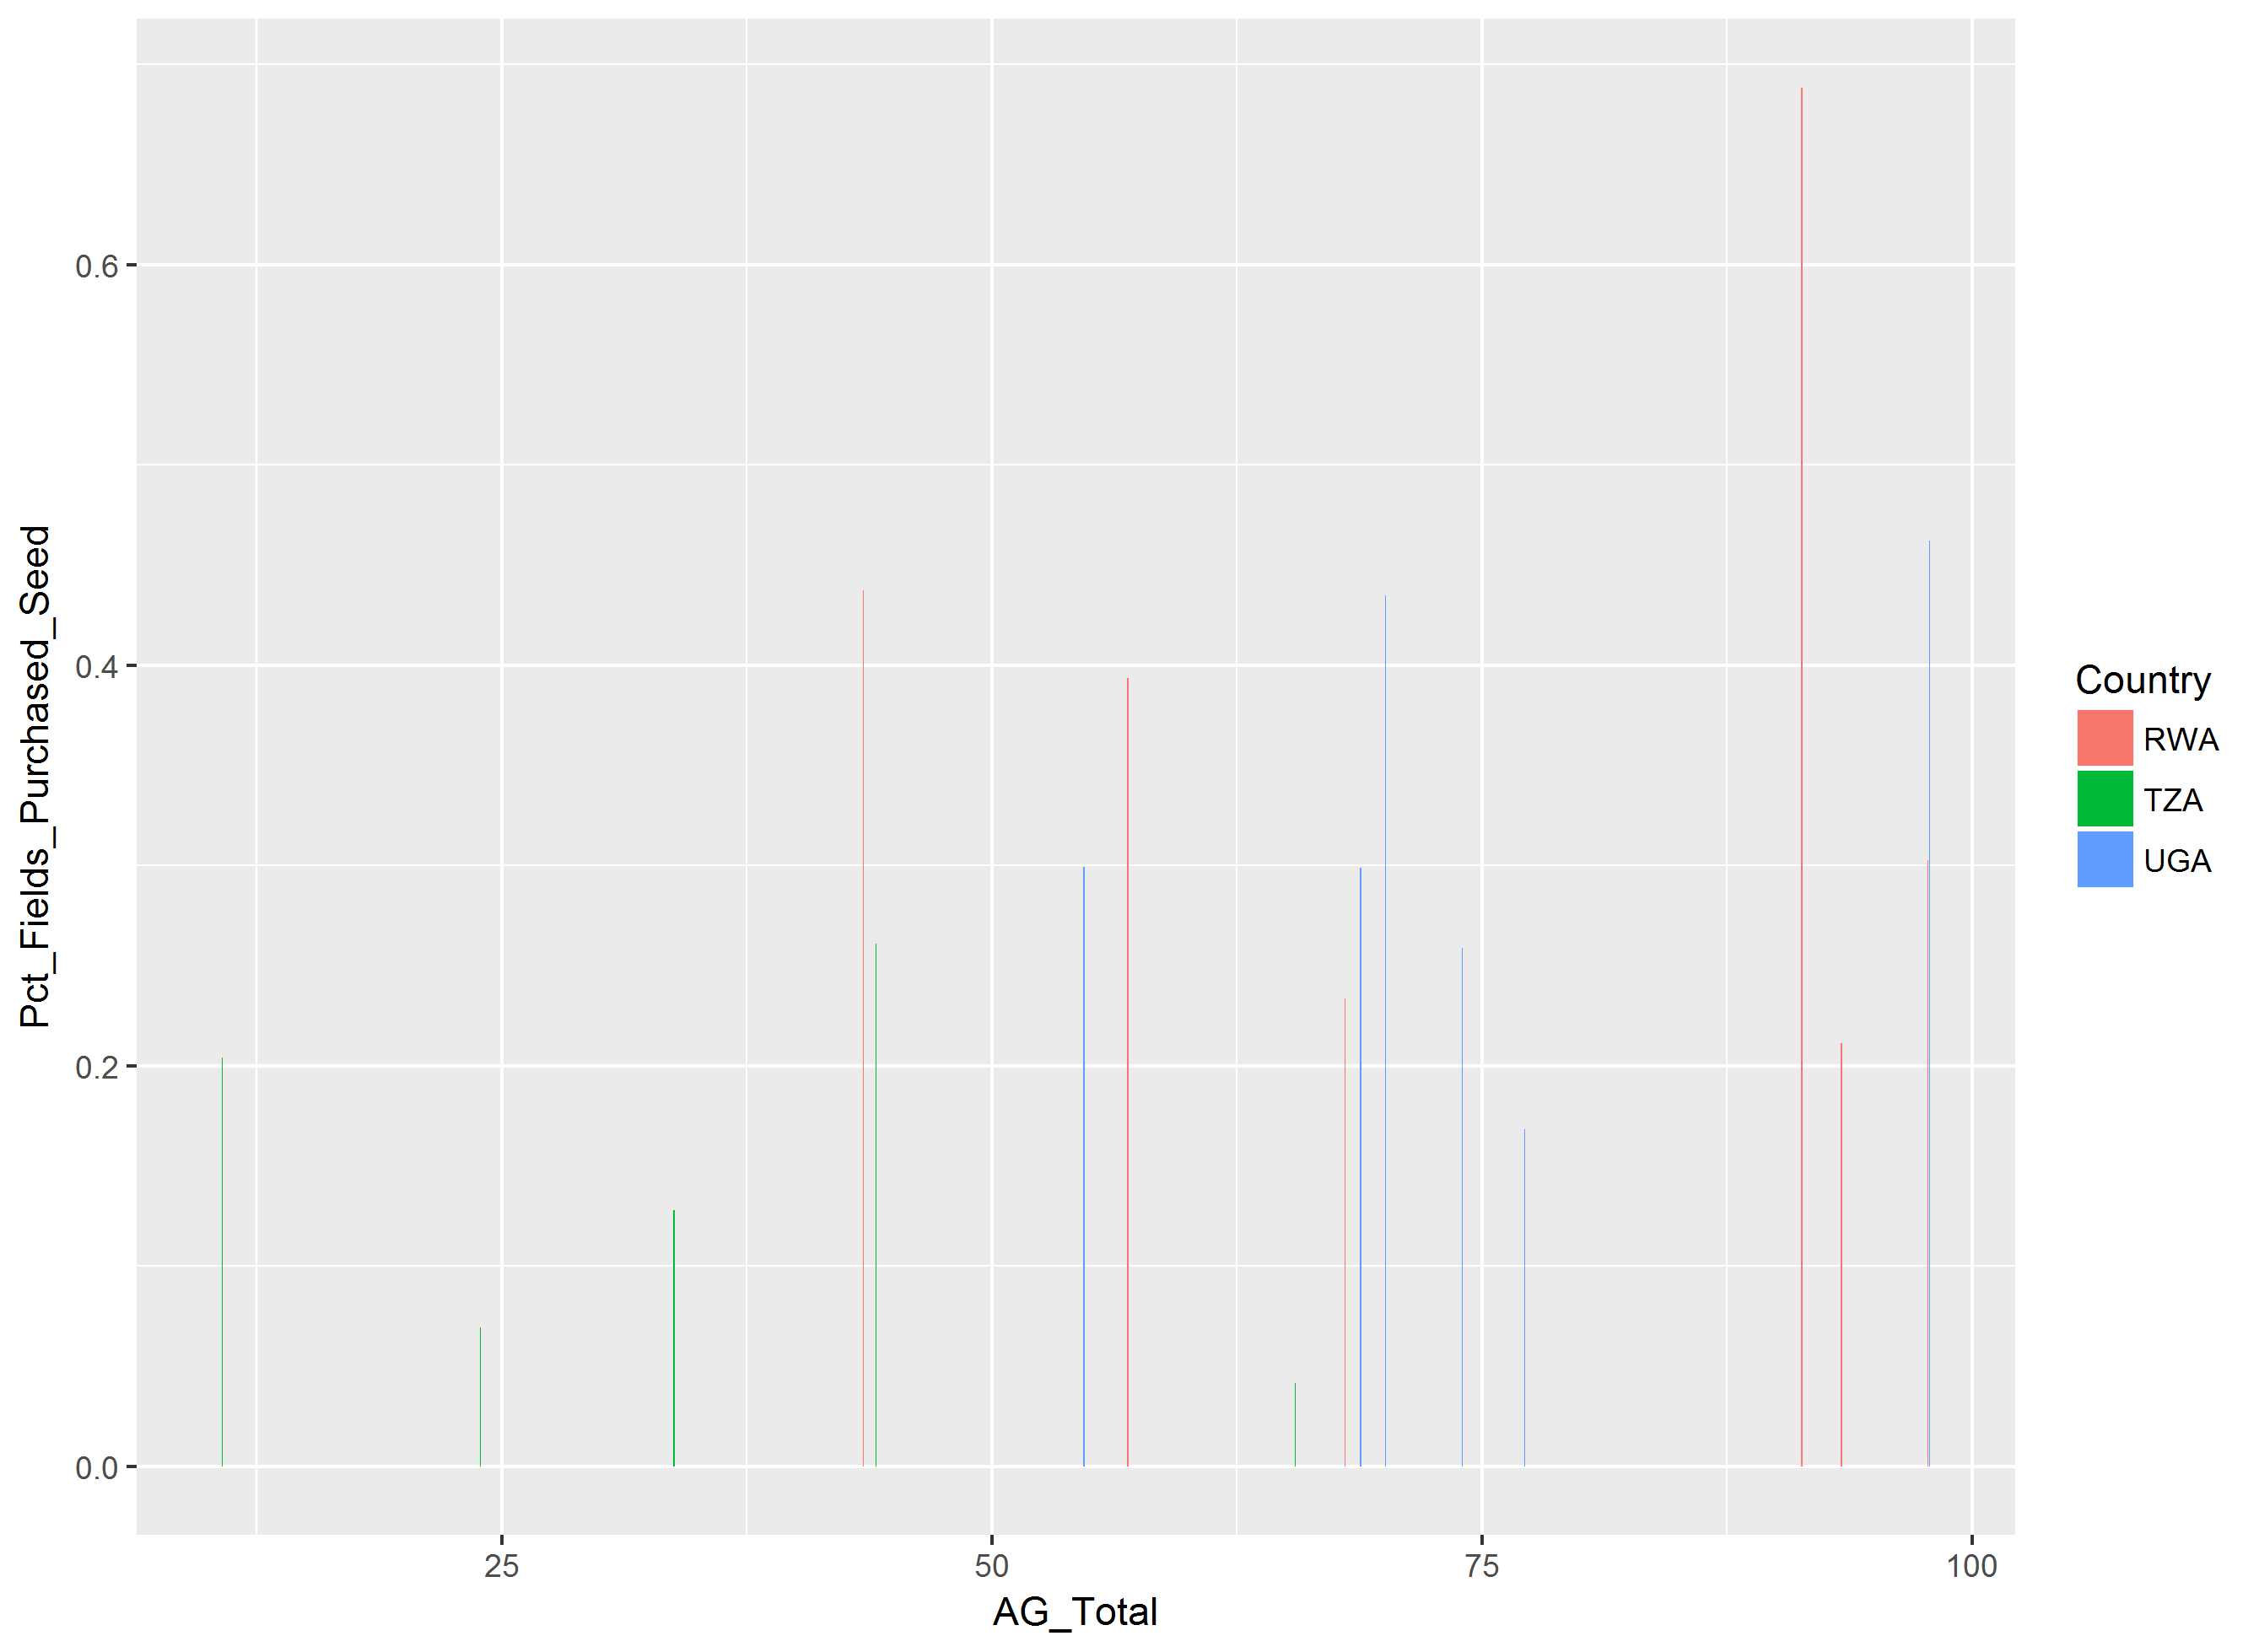 0.6
0.4
0.2
0.0
Pct_Fields_Purchased_Seed
25 50 75 100
AG_Total
Country
RWA
TZA
UGA